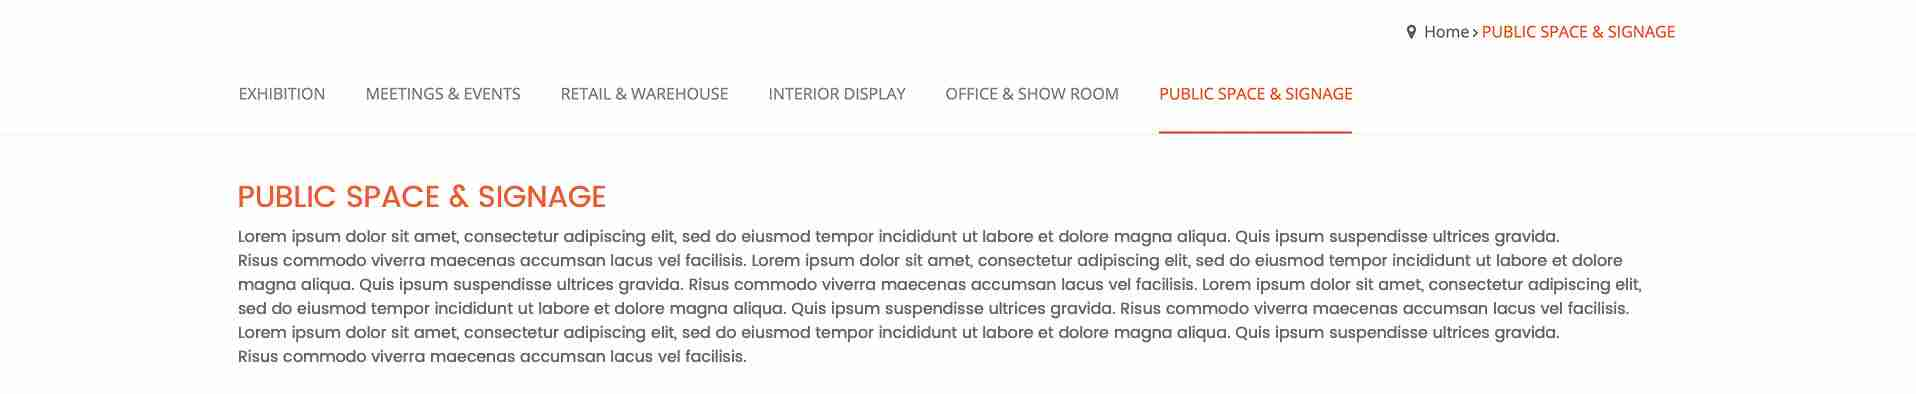 Home > PUBLIC SPACE & SIGNAGE
EXHIBITION MEETINGS & EVENTS RETAIL & WAREHOUSE INTERIOR DISPLAY OFFICE & SHOW ROOM PUBLIC SPACE & SIGNAGE
PUBLIC SPACE & SIGNAGE
Lorem ipsum dolor sit amet, consectetur adipiscing elit, sed do eiusmod tempor incididunt ut labore et dolore magna aliqua. Quis ipsum suspendisse ultrices gravida.
Risus commodo viverra maecenas accumsan lacus vel facilisis. Lorem ipsum dolor sit amet, consectetur adipiscing elit, sed do eiusmod tempor incididunt ut labore et dolore
magna aliqua. Quis ipsum suspendisse ultrices gravida. Risus commodo viverra maecenas accumsan lacus vel facilisis. Lorem ipsum dolor sit amet, consectetur adipiscing elit,
sed do eiusmod tempor incididunt ut labore et dolore magna aliqua. Quis ipsum suspendisse ultrices gravida. Risus commodo viverra maecenas accumsan lacus vel facilisis.
Lorem ipsum dolor sit amet, consectetur adipiscing elit, sed do eiusmod tempor incididunt ut labore et dolore magna aliqua. Quis ipsum suspendisse ultrices gravida.
Risus commodo viverra maecenas accumsan lacus vel facilisis.